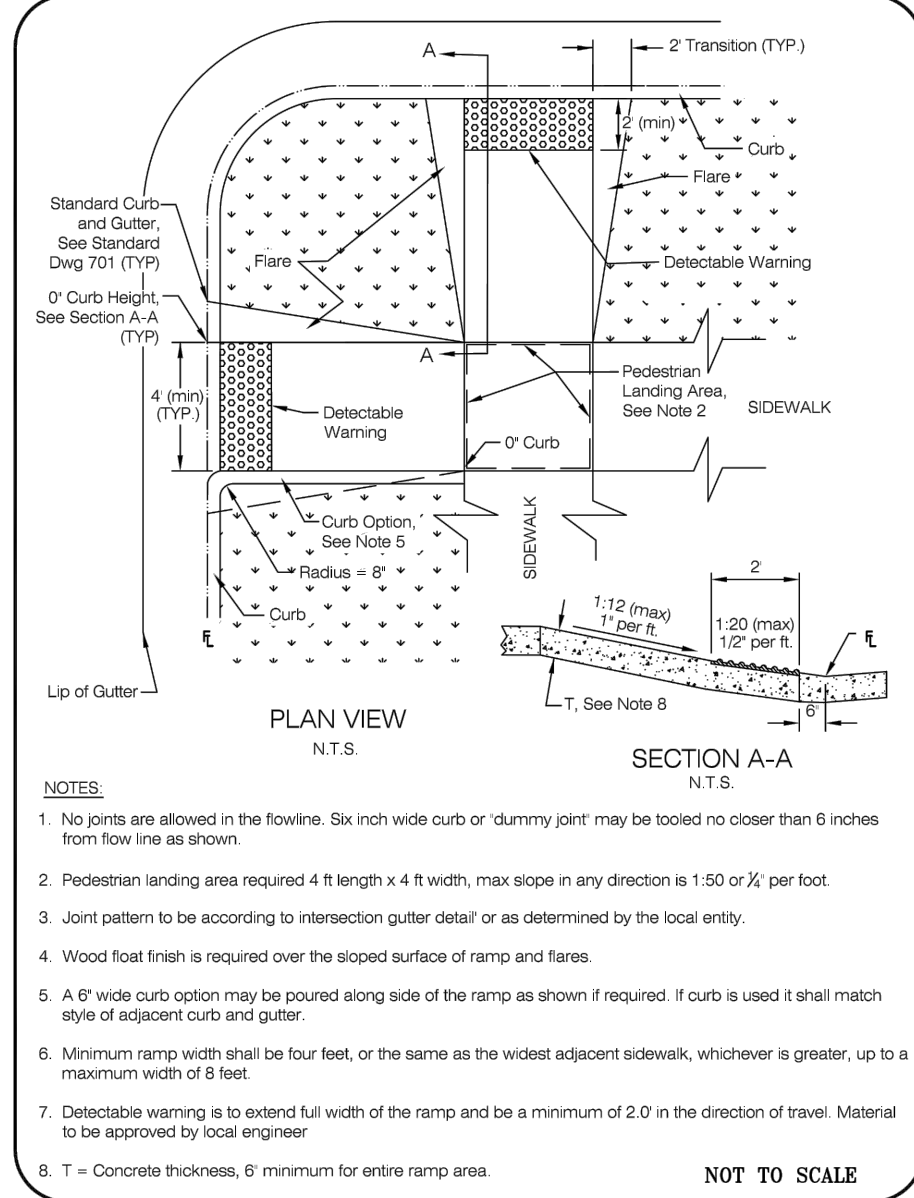 A
2' Transition (TYP.)
2' (min)
Curb
Flare
Standard Curb
and Gutter,
See Standard
Dwg 701 (TYP)
Flare
Detectable Warning
0" Curb Height,
See Section A-A
(TYP)
A
4' (min)
(TYP.)
Detectable
Warning
Pedestrian
Landing Area,
See Note 2
SIDEWALK
0" Curb
Curb Option,
See Note 5
SIDEWALK
Radius = 8"
Curb
FL
Lip of Gutter
2'
1:12 (max)
1" per ft.
1:20 (max)
1/2" per ft.
FL
T, See Note 8
6"
PLAN VIEW
N.T.S.
SECTION A-A
N.T.S.
NOTES:
1. No joints are allowed in the flowline. Six inch wide curb or "dummy joint" may be tooled no closer than 6 inches
from flow line as shown.
2. Pedestrian landing area required 4 ft length x 4 ft width, max slope in any direction is 1:50 or 1/4" per foot.
3. Joint pattern to be according to intersection gutter detail' or as determined by the local entity.
4. Wood float finish is required over the sloped surface of ramp and flares.
5. A 6" wide curb option may be poured along side of the ramp as shown if required. If curb is used it shall match
style of adjacent curb and gutter.
6. Minimum ramp width shall be four feet, or the same as the widest adjacent sidewalk, whichever is greater, up to a
maximum width of 8 feet.
7. Detectable warning is to extend full width of the ramp and be a minimum of 2.0' in the direction of travel. Material
to be approved by local engineer
8. T = Concrete thickness, 6" minimum for entire ramp area.
NOT TO SCALE